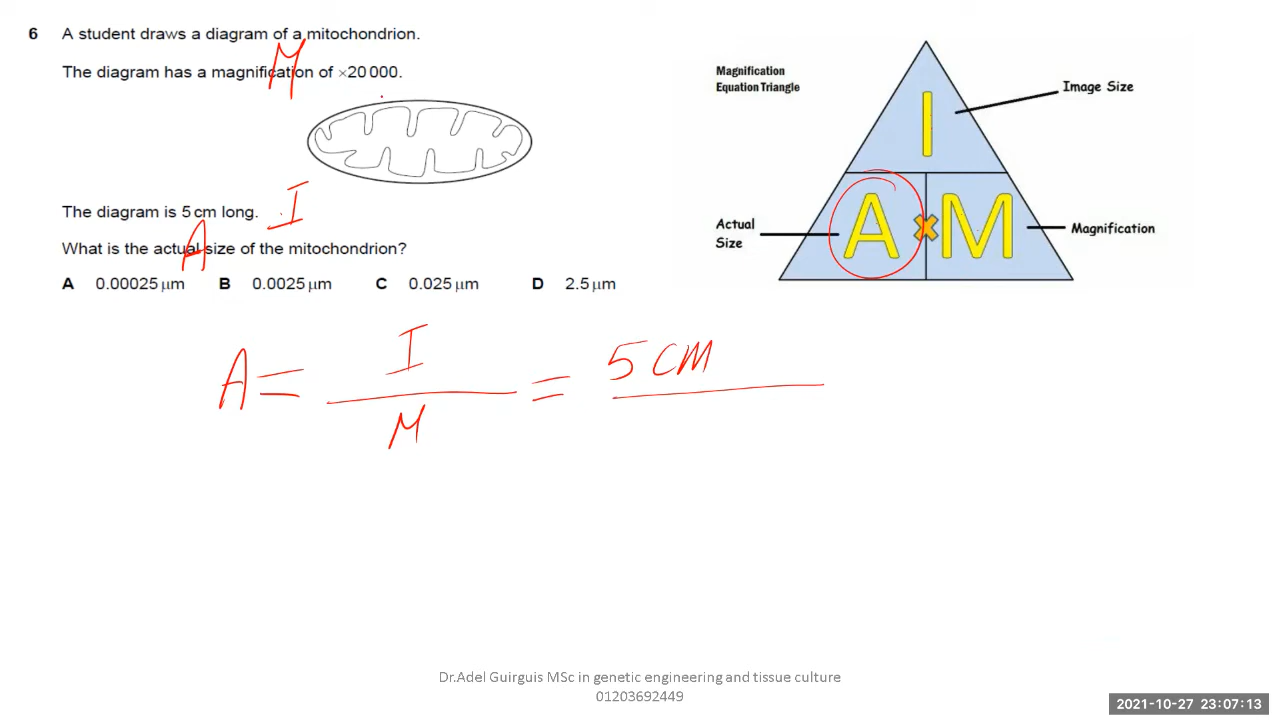 6 A student draws a diagram of a mitochondrion.
M
The diagram has a magnification of ×20 000.
The diagram is 5 cm long.
I
A
What is the actual size of the mitochondrion?
A 0.00025 μm B 0.0025 μm C 0.025 μm D 2.5 μm
Magnification
Equation Triangle
I
Image Size
Actual
Size
A × M
Magnification
A = I / M = 5 CM
Dr.Adel Guirguis MSc in genetic engineering and tissue culture
01203692449
2021-10-27 23:07:13